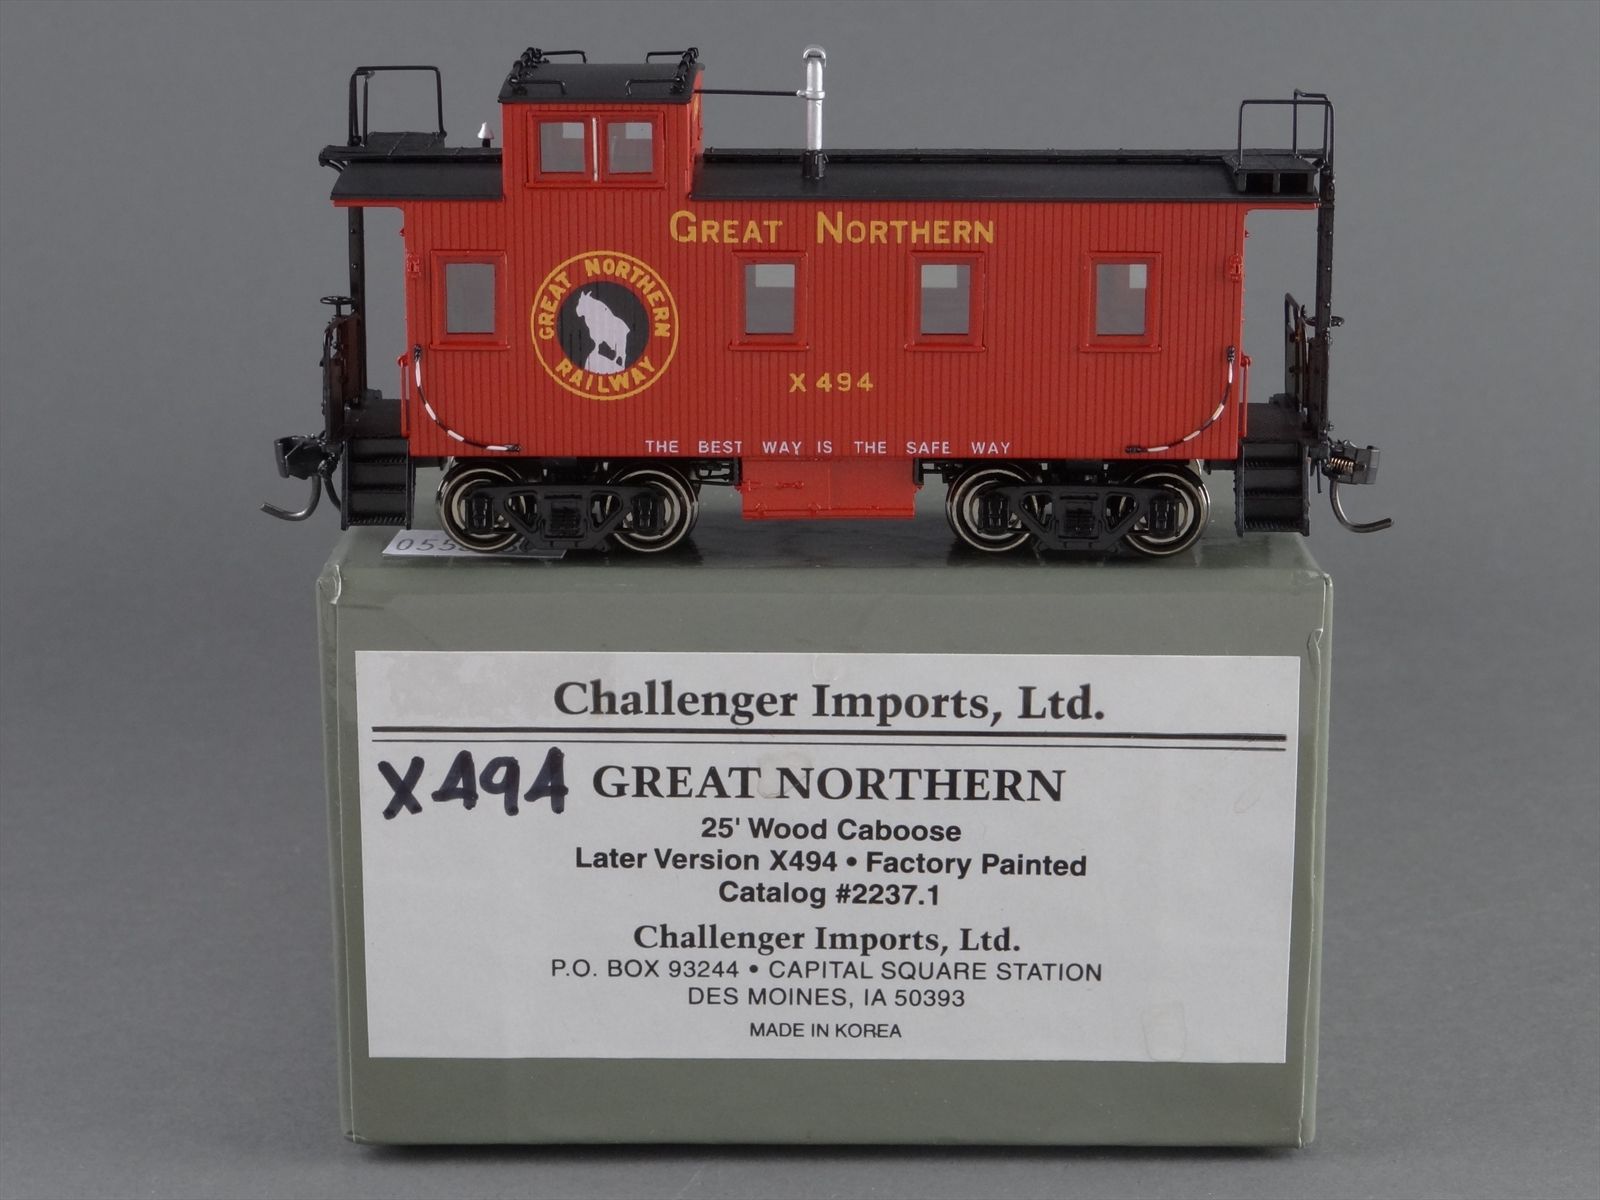 GREAT NORTHERN
GREAT NORTHERN
RAILWAY
X 494
THE BEST WAY IS THE SAFE WAY
Challenger Imports, Ltd.
X494
GREAT NORTHERN
25' Wood Caboose
Later Version X494 • Factory Painted
Catalog #2237.1
Challenger Imports, Ltd.
P.O. BOX 93244 • CAPITAL SQUARE STATION
DES MOINES, IA 50393
MADE IN KOREA